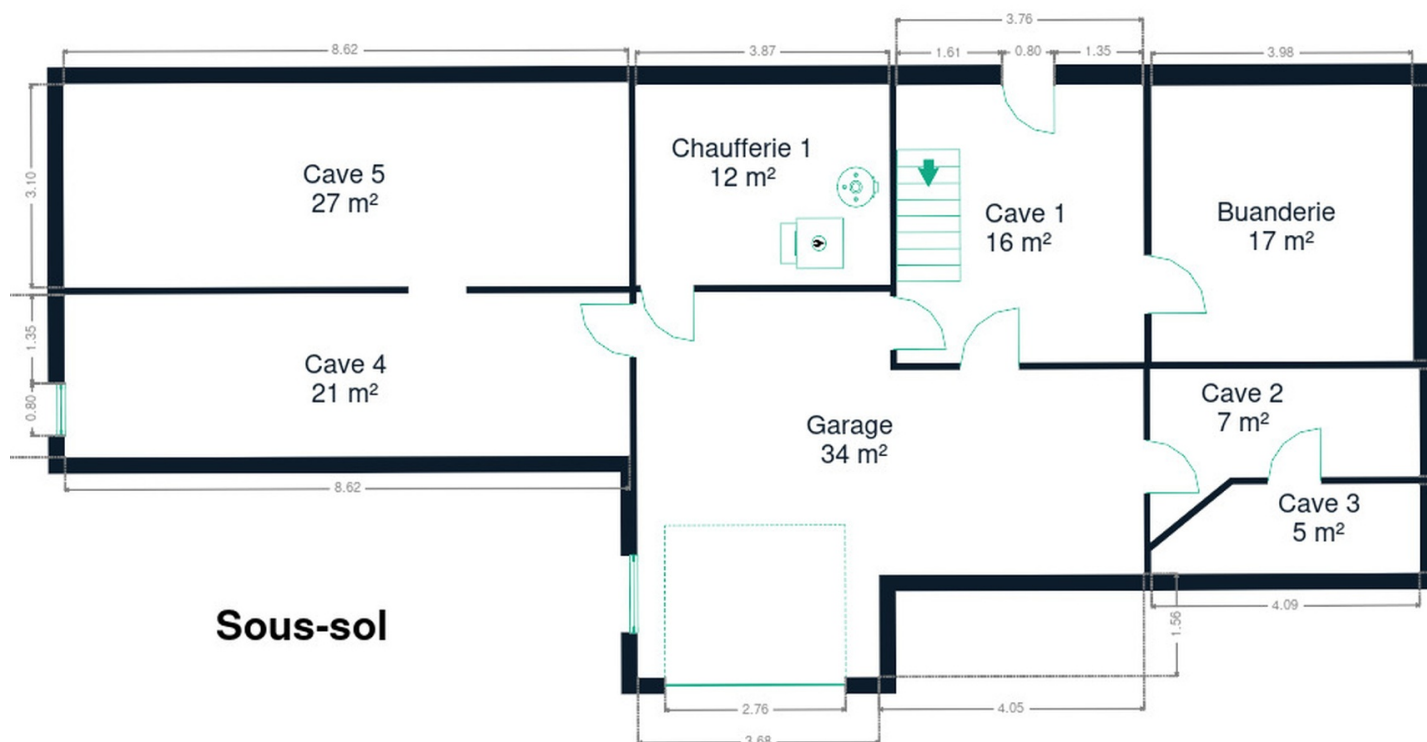 3.76
8.62
3.87
1.61
0.80
1.35
3.98
3.10
Cave 5
27 m²
Chaufferie 1
12 m²
Cave 1
16 m²
Buanderie
17 m²
1.35
0.80
Cave 4
21 m²
Garage
34 m²
Cave 2
7 m²
Cave 3
5 m²
8.62
4.09
1.56
Sous-sol
2.76
4.05
3.68